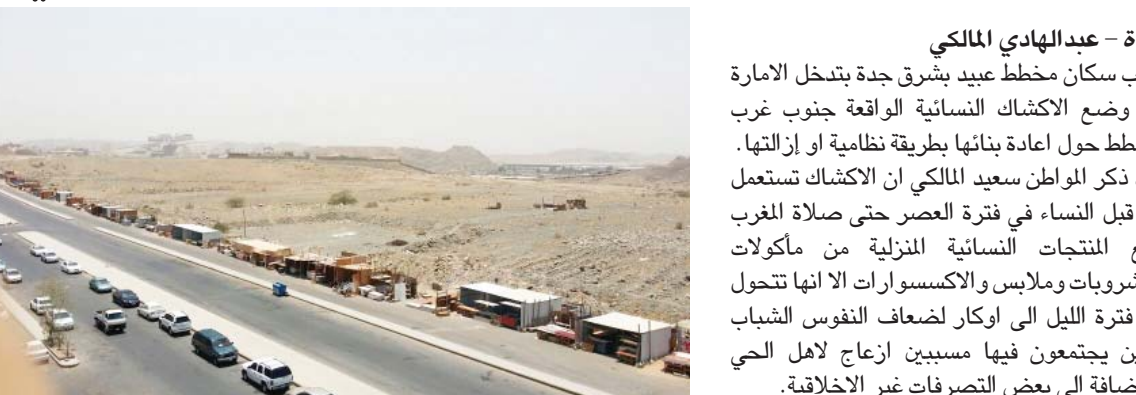 ة – عبدالهادي المالكي
ب سكان مخطط عبيد بشرق جدة بتدخل الامارة
وضع الاكشاك النسائية الواقعة جنوب غرب
طط حول اعادة بنائها بطريقة نظامية او إزالتها.
ذكر المواطن سعيد المالكي ان الاكشاك تستعمل
قبل النساء في فترة العصر حتى صلاة المغرب
ع المنتجات النسائية المنزلية من مأكولات
شروبات وملابس والاكسسوارات الا انها تتحول
فترة الليل الى اوكار لضعاف النفوس الشباب
ين يجتمعون فيها مسببين ازعاج لاهل الحي
ضافة الى بعض التصرفات غير الاخلاقية.